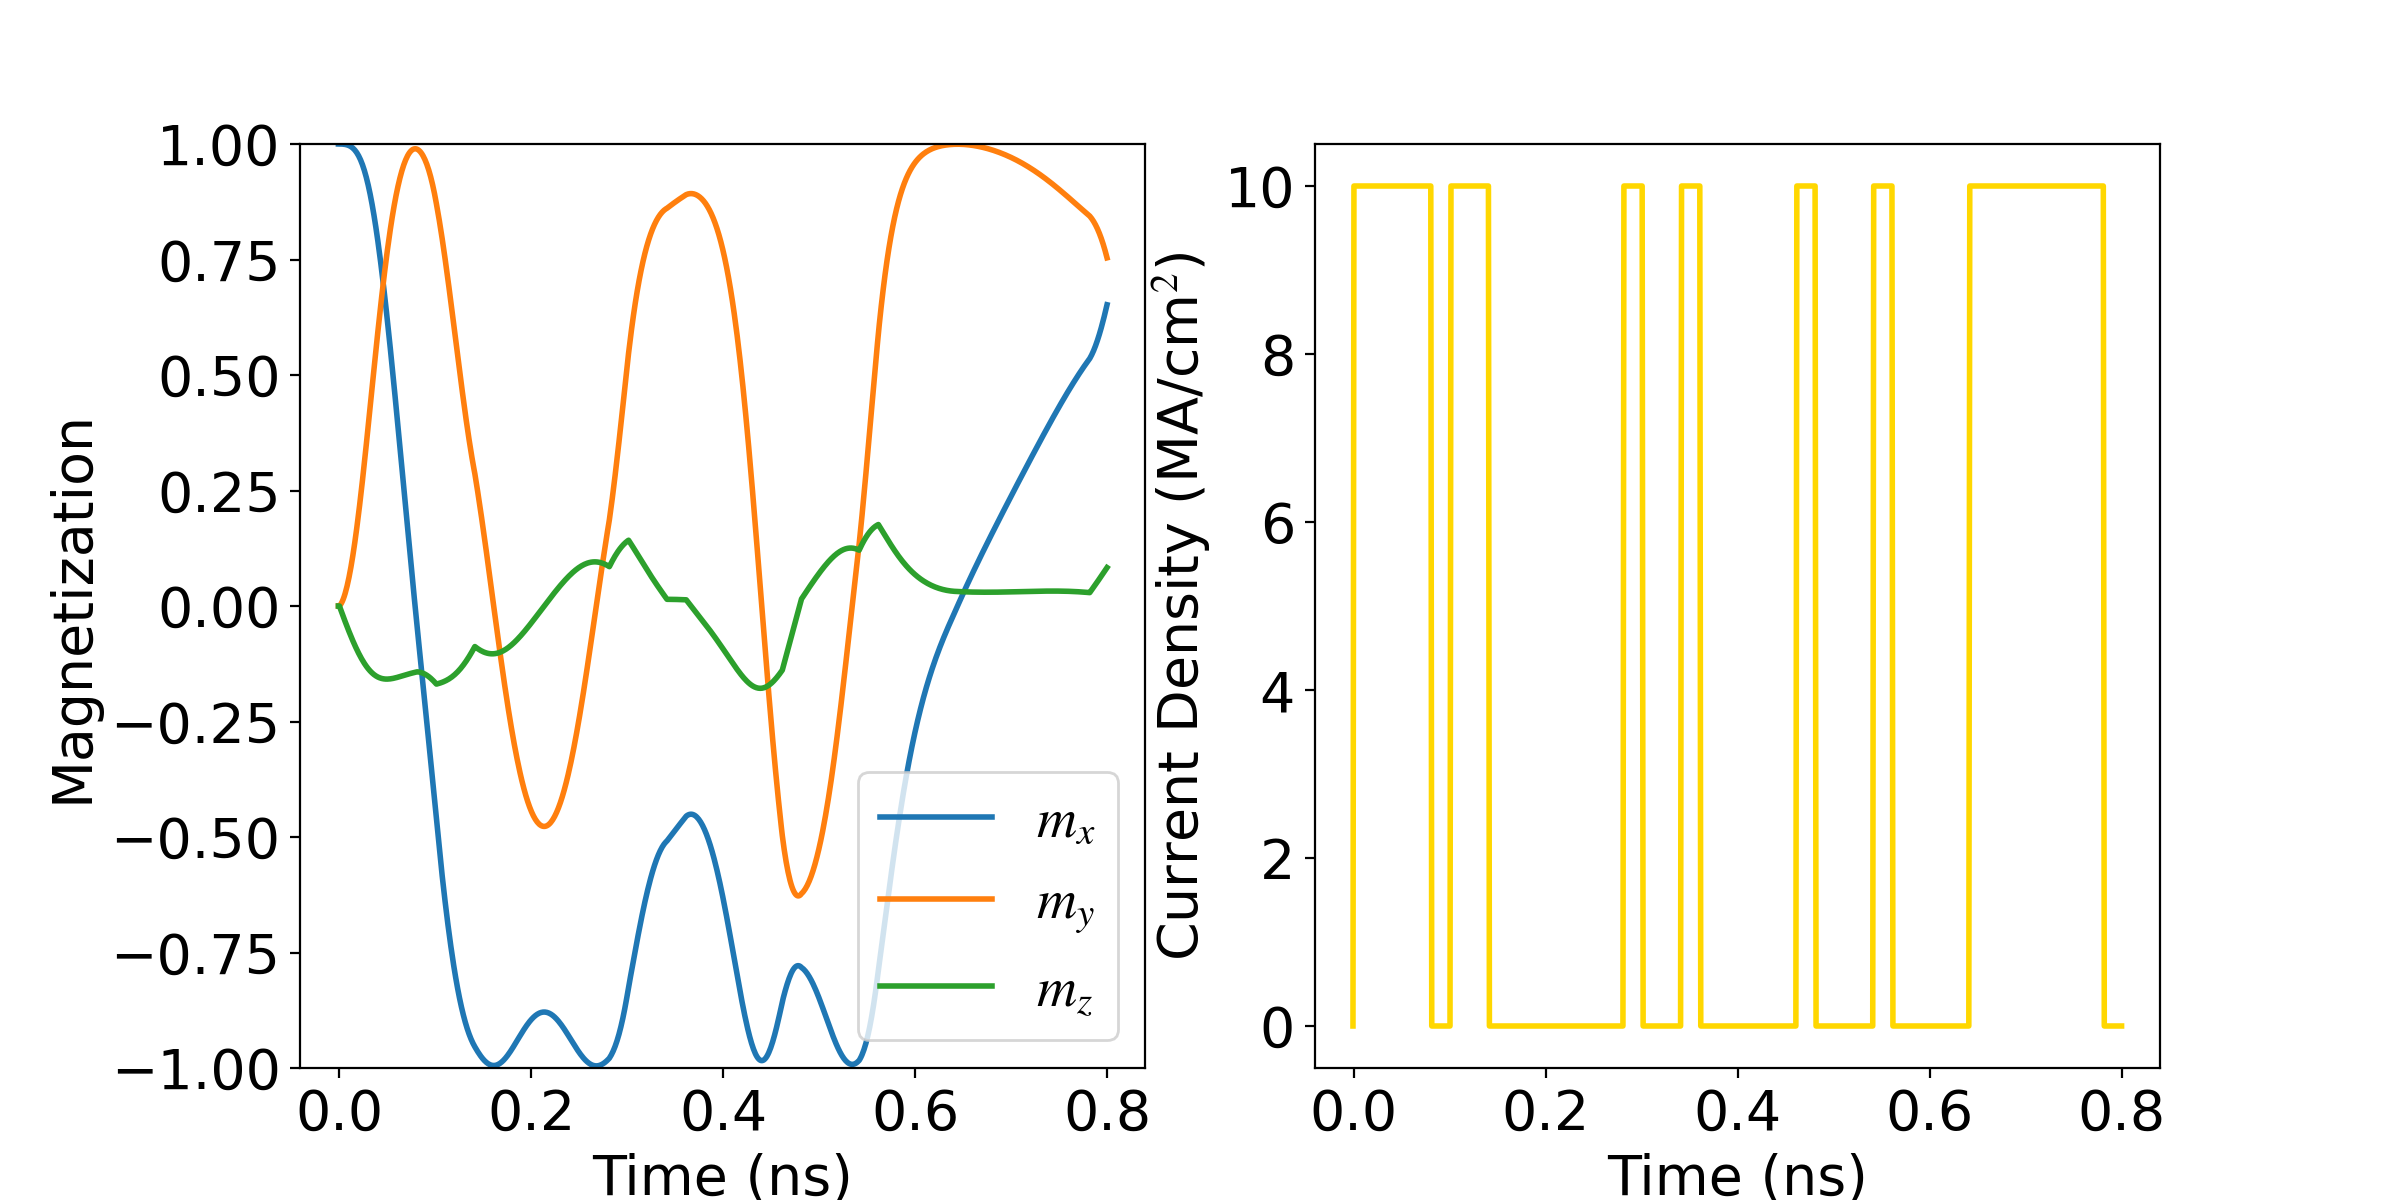 Magnetization
1.00
0.75
0.50
0.25
0.00
−0.25
−0.50
−0.75
−1.00
0.0 0.2 0.4 0.6 0.8
Time (ns)
m_x
m_y
m_z
Current Density (MA/cm²)
10
8
6
4
2
0
0.0 0.2 0.4 0.6 0.8
Time (ns)